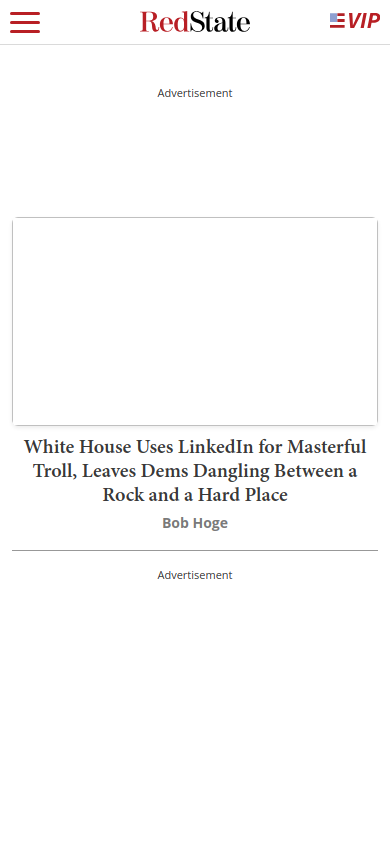 RedState
VIP
Advertisement
White House Uses LinkedIn for Masterful
Troll, Leaves Dems Dangling Between a
Rock and a Hard Place
Bob Hoge
Advertisement